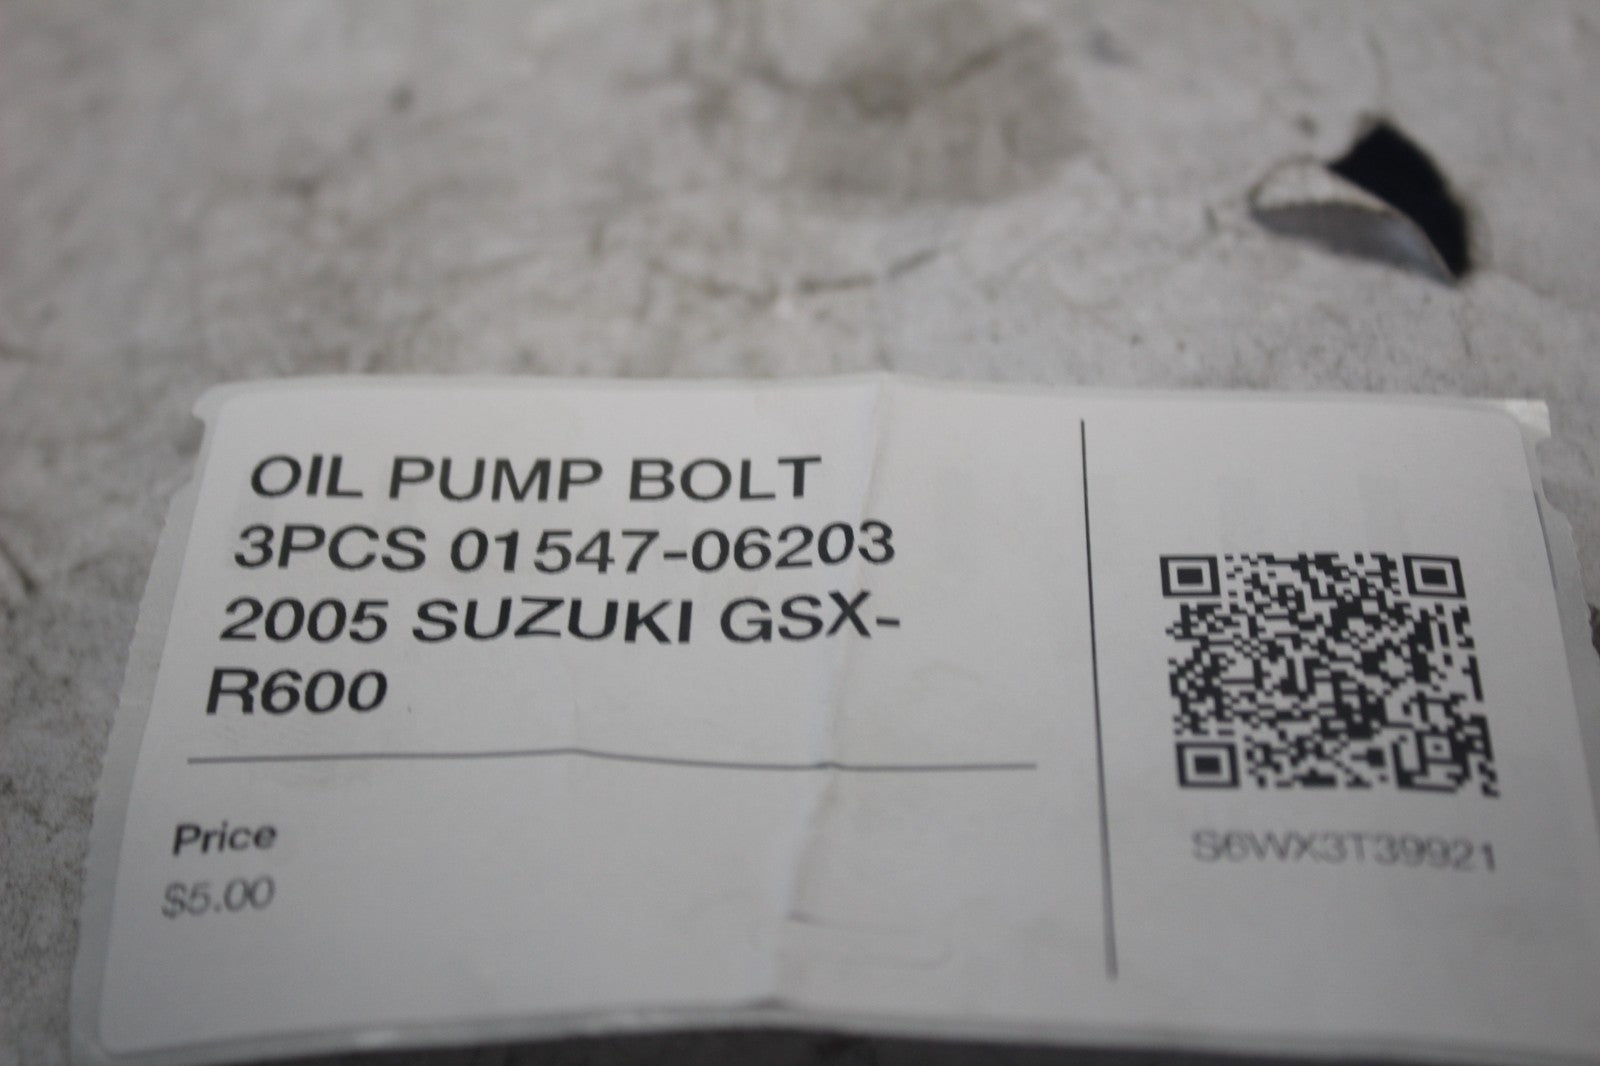 OIL PUMP BOLT
3PCS 01547-06203
2005 SUZUKI GSX-
R600
Price
$5.00
S6WX3T39921